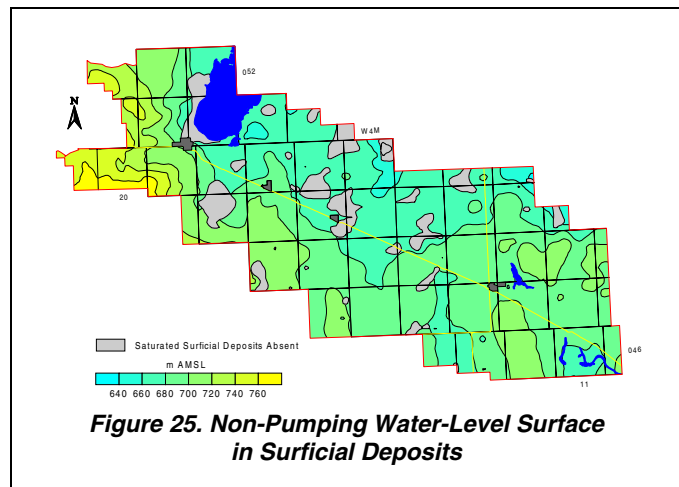 052
N
W4M
20
046
11
Saturated Surficial Deposits Absent
m AMSL
640 660 680 700 720 740 760
Figure 25. Non-Pumping Water-Level Surface
in Surficial Deposits